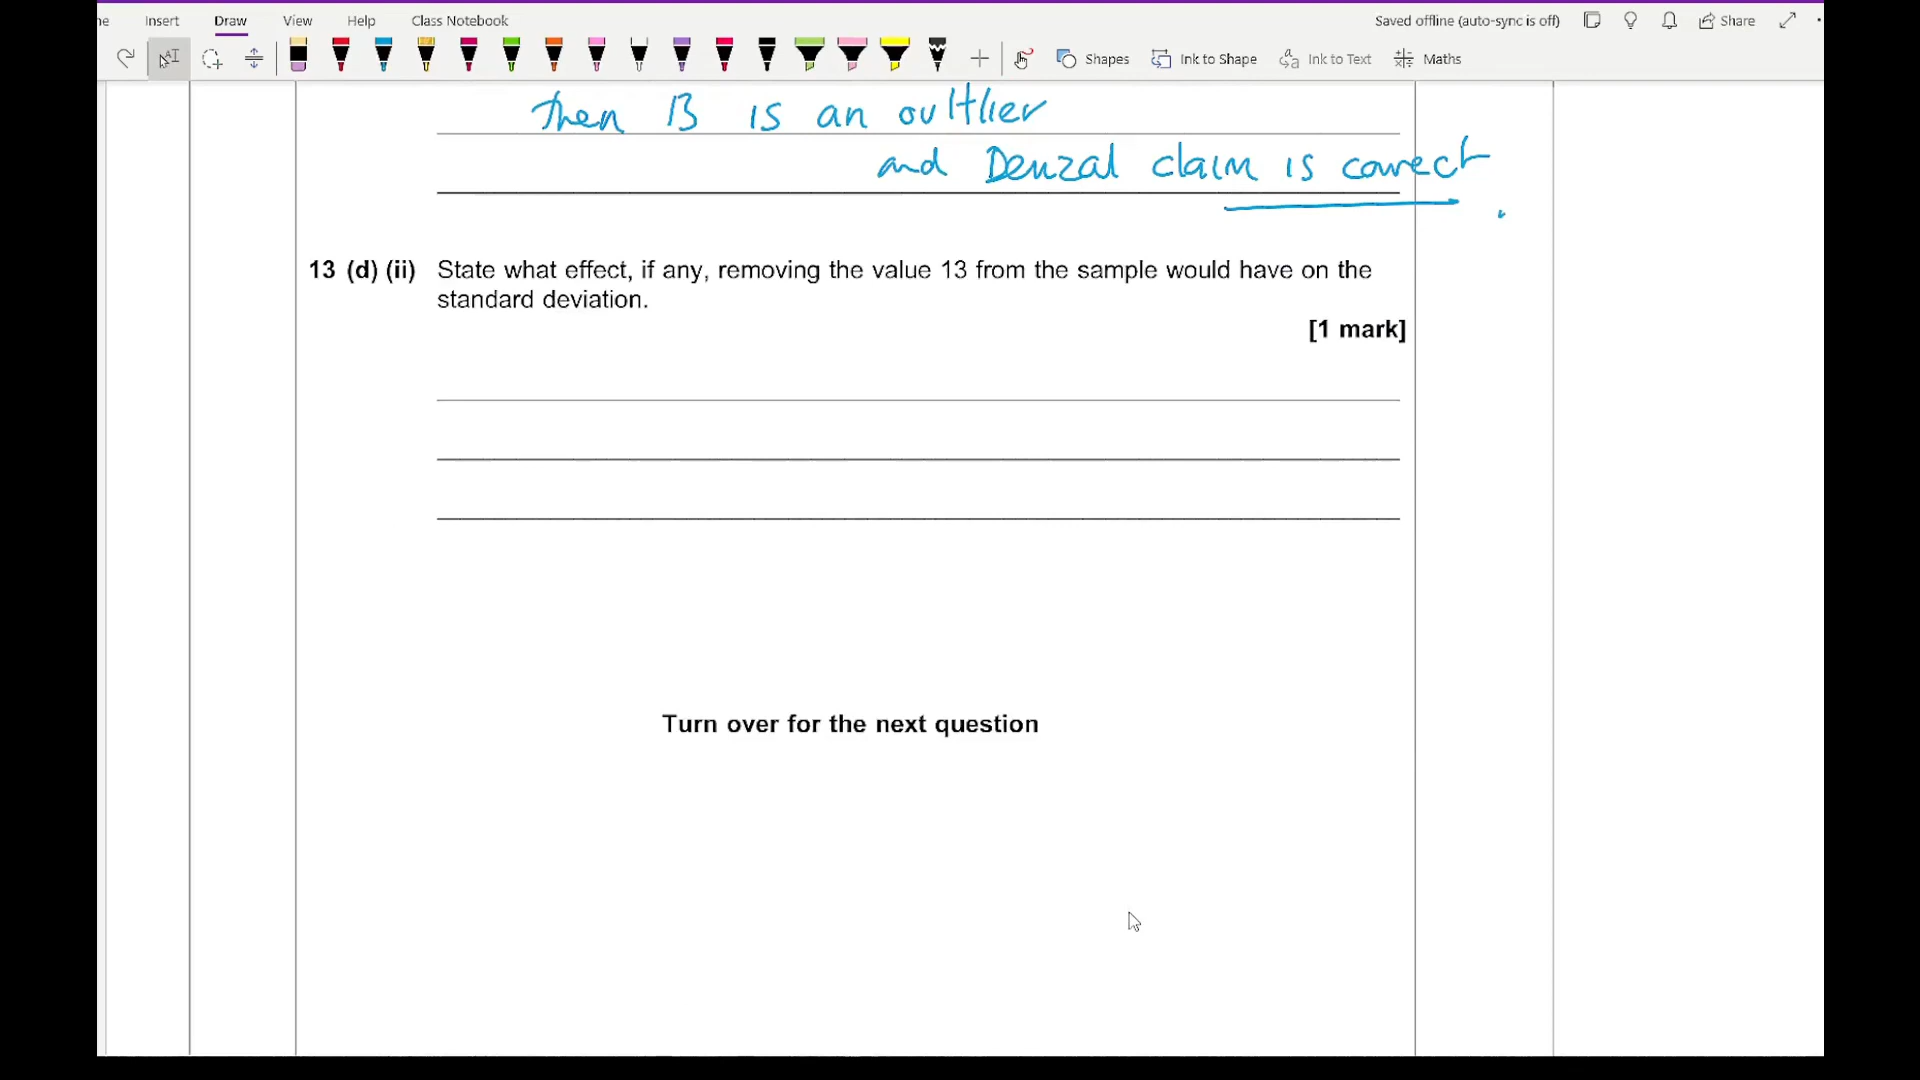 ne Insert Draw View Help Class Notebook Saved offline (auto-sync is off) Share
Shapes Ink to Shape Ink to Text Maths
then 13 is an oultlier
and Denzal claim is correct.
13 (d) (ii) State what effect, if any, removing the value 13 from the sample would have on the
standard deviation.
[1 mark]
Turn over for the next question